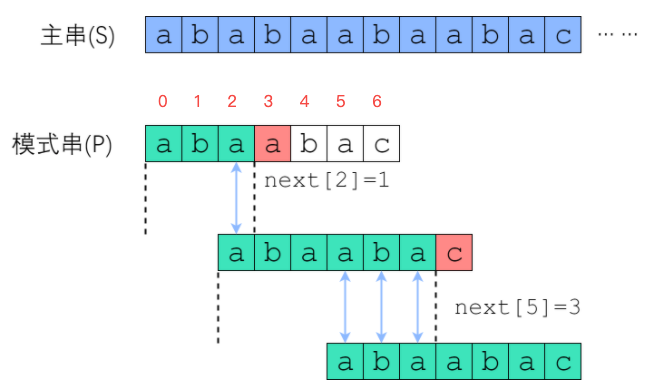 主串(S) a b a b a a b a a b a c ... ...
0 1 2 3 4 5 6
模式串(P) a b a a b a c
next[2]=1
a b a a b a c
next[5]=3
a b a a b a c